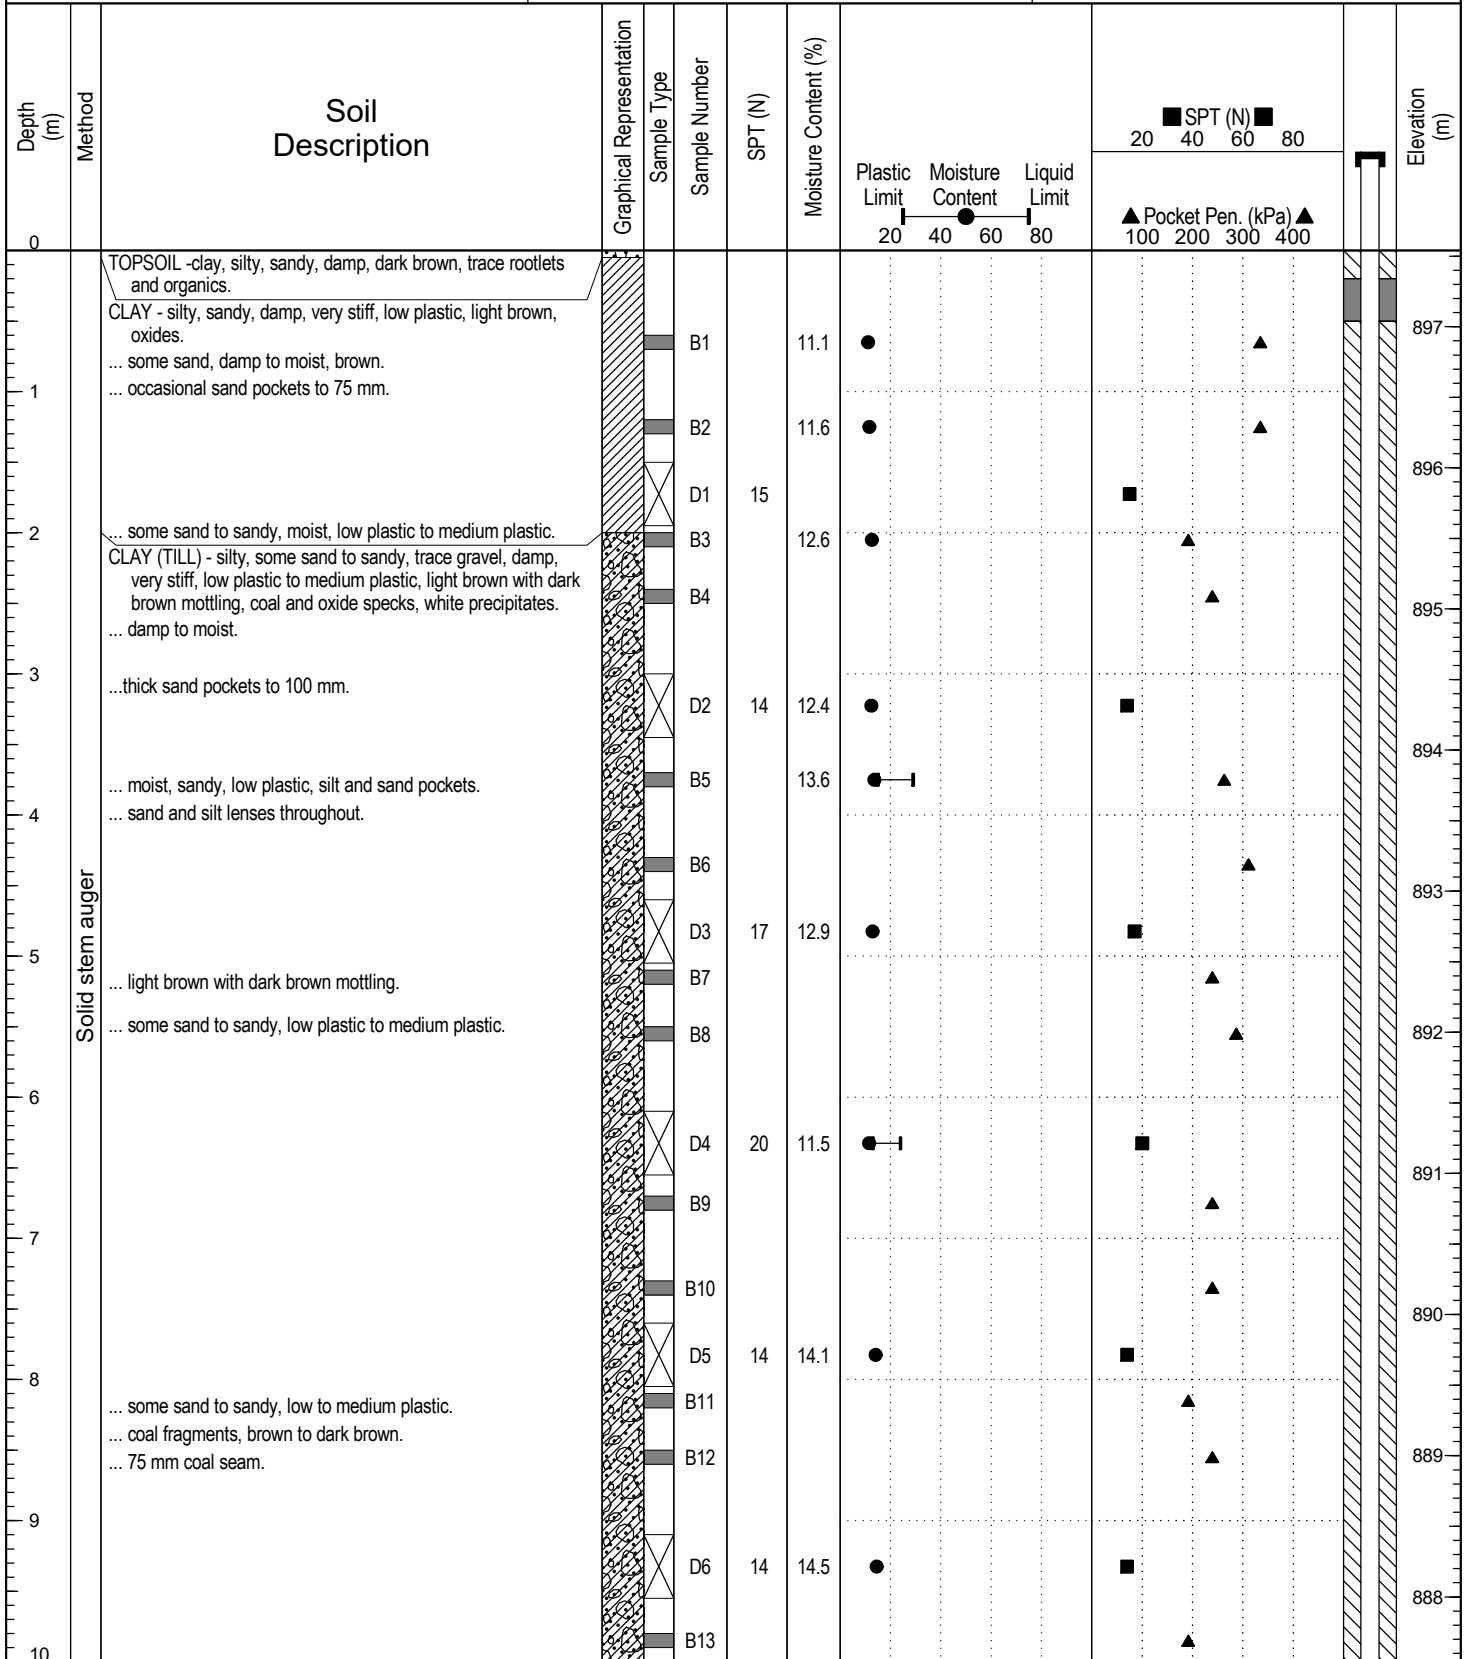 Depth
(m)
Method
Soil
Description
Graphical Representation
Sample Type
Sample Number
SPT (N)
Moisture Content (%)
Plastic Moisture Liquid
Limit Content Limit
20 40 60 80
SPT (N)
20 40 60 80
Pocket Pen. (kPa)
100 200 300 400
Elevation
(m)
0
TOPSOIL -clay, silty, sandy, damp, dark brown, trace rootlets
and organics.
CLAY - silty, sandy, damp, very stiff, low plastic, light brown,
oxides.
897
B1 11.1
... some sand, damp to moist, brown.
1 ... occasional sand pockets to 75 mm.
B2 11.6
896
D1 15
2 ... some sand to sandy, moist, low plastic to medium plastic.
B3 12.6
CLAY (TILL) - silty, some sand to sandy, trace gravel, damp,
very stiff, low plastic to medium plastic, light brown with dark
brown mottling, coal and oxide specks, white precipitates.
B4
895
... damp to moist.
3 ...thick sand pockets to 100 mm.
D2 14 12.4
894
... moist, sandy, low plastic, silt and sand pockets.
B5 13.6
4 ... sand and silt lenses throughout.
B6
893
Solid stem auger
D3 17 12.9
5
... light brown with dark brown mottling.
B7
... some sand to sandy, low plastic to medium plastic.
B8
892
6
D4 20 11.5
891
B9
7
B10
890
D5 14 14.1
8
... some sand to sandy, low to medium plastic.
B11
... coal fragments, brown to dark brown.
... 75 mm coal seam.
B12
889
9
D6 14 14.5
888
B13
10